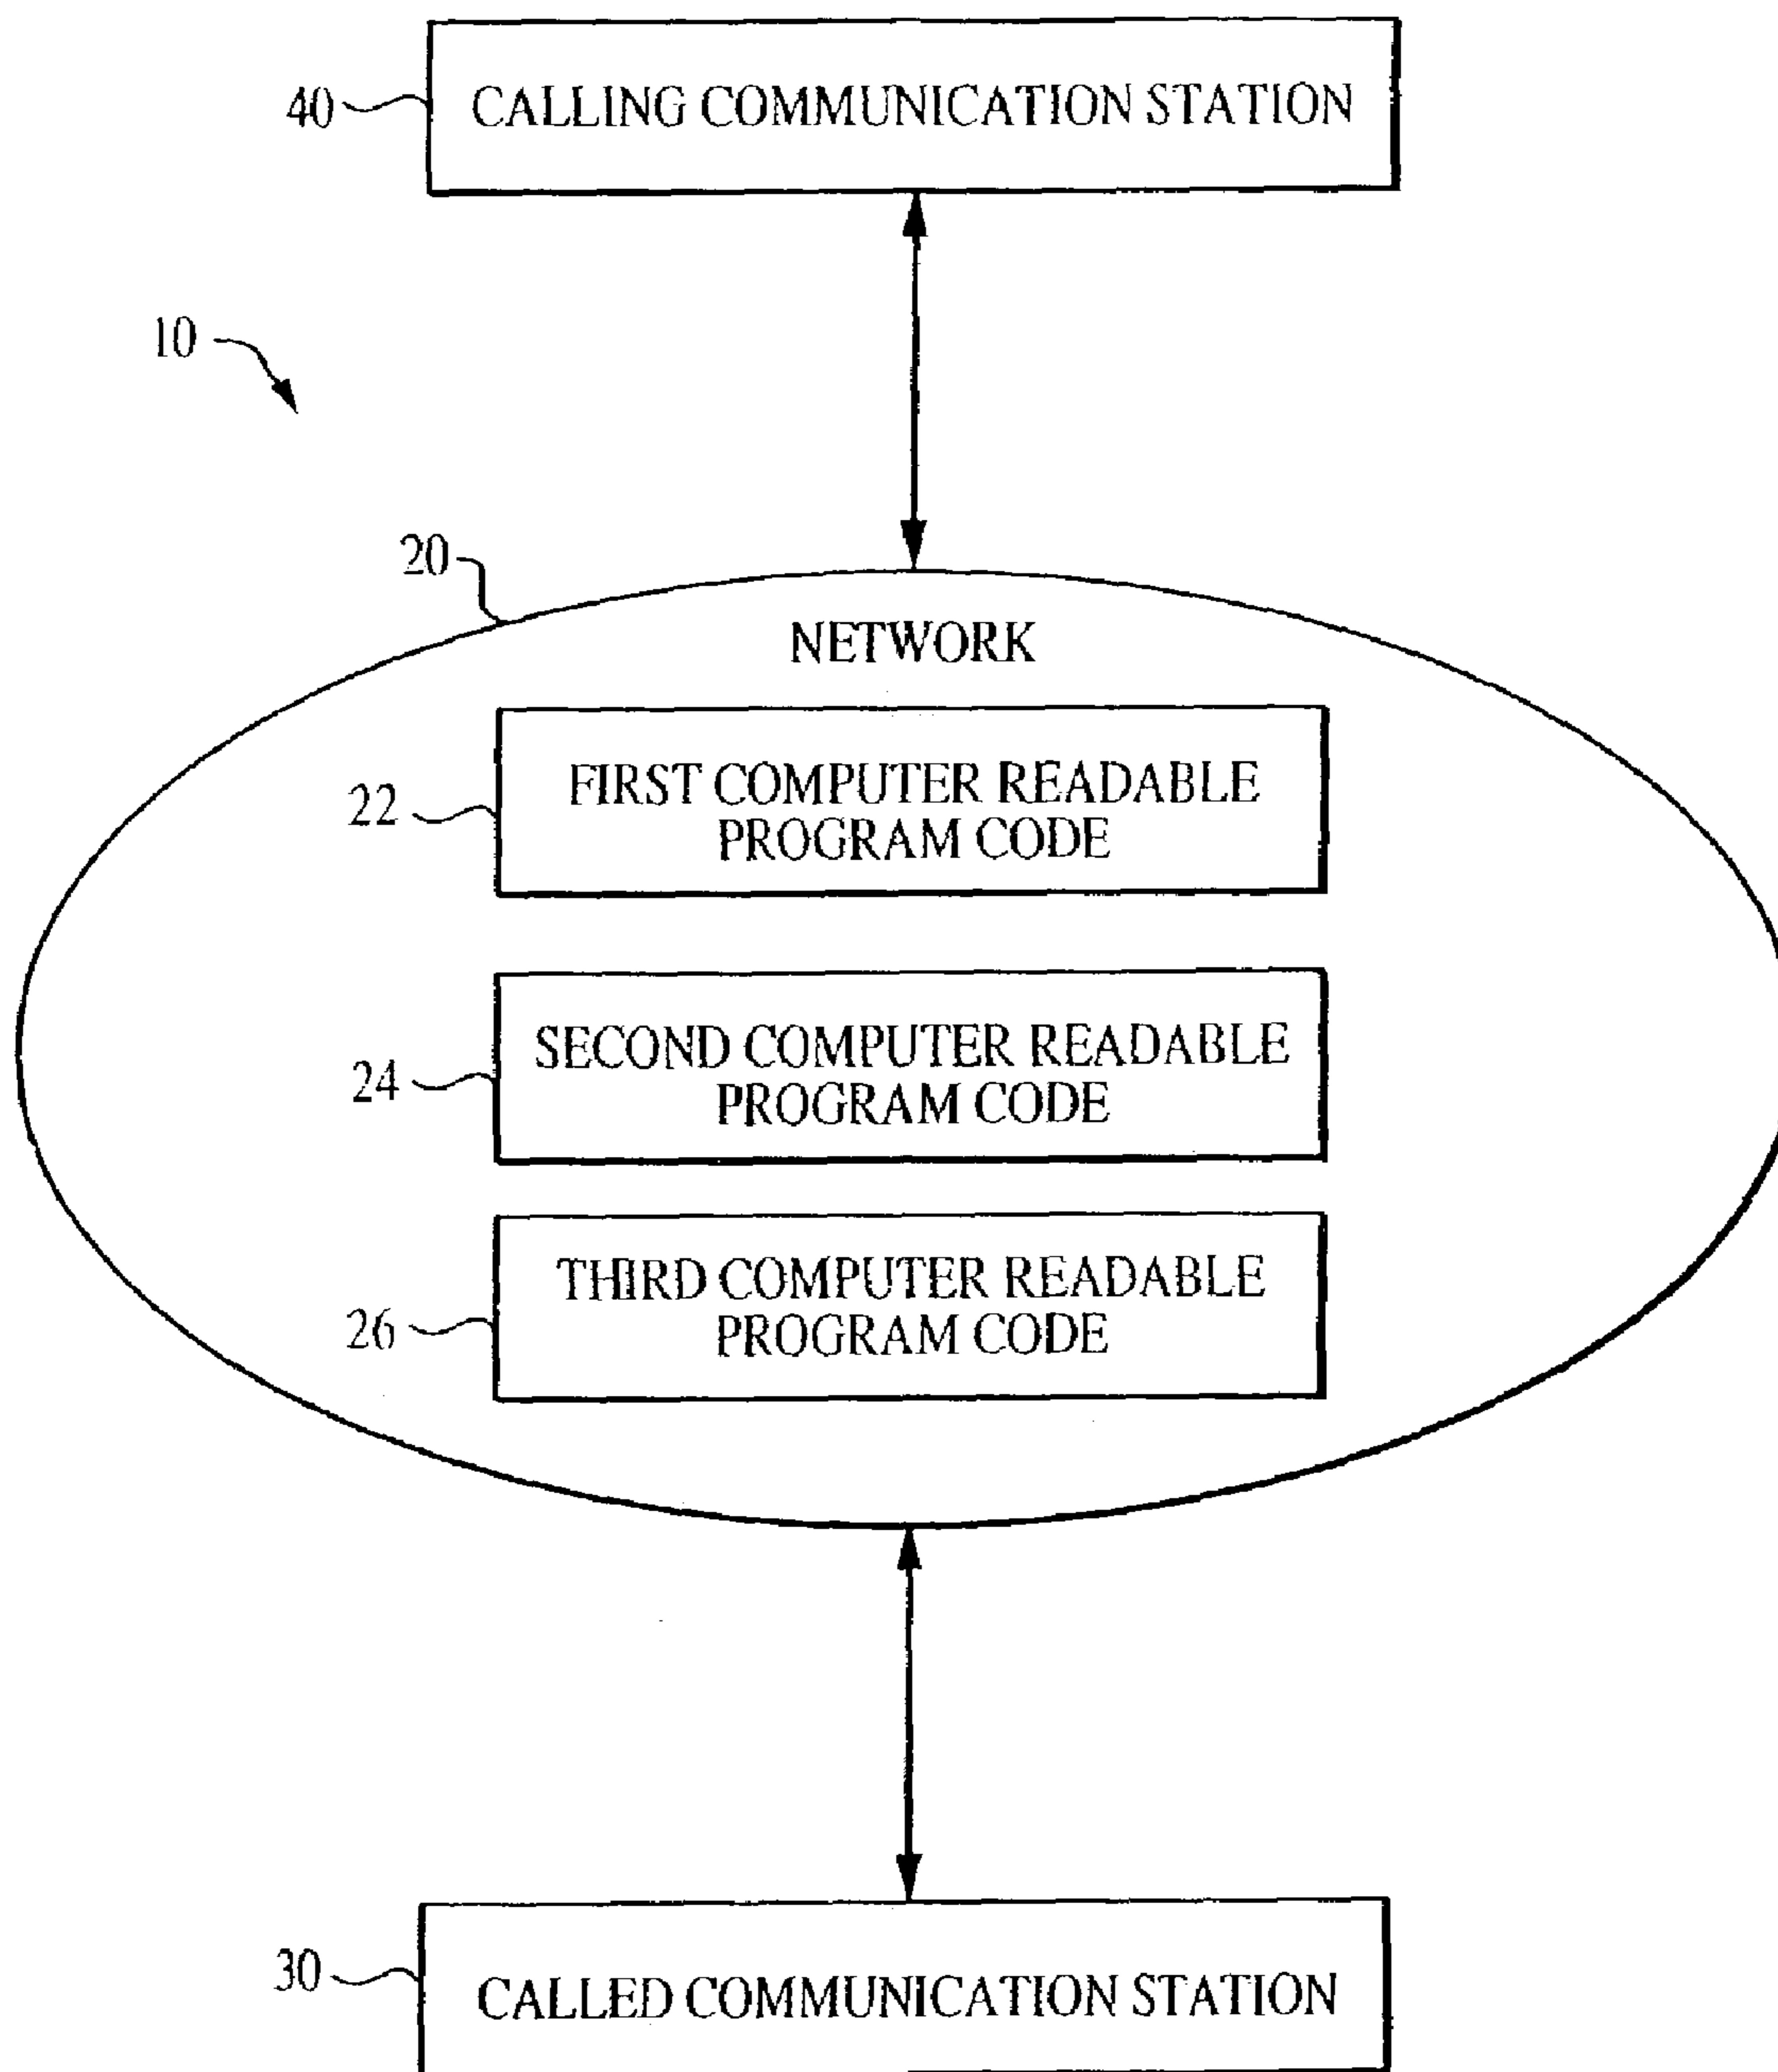 40 CALLING COMMUNICATION STATION
10
20
NETWORK
22 FIRST COMPUTER READABLE
PROGRAM CODE
24 SECOND COMPUTER READABLE
PROGRAM CODE
26 THIRD COMPUTER READABLE
PROGRAM CODE
30 CALLED COMMUNICATION STATION